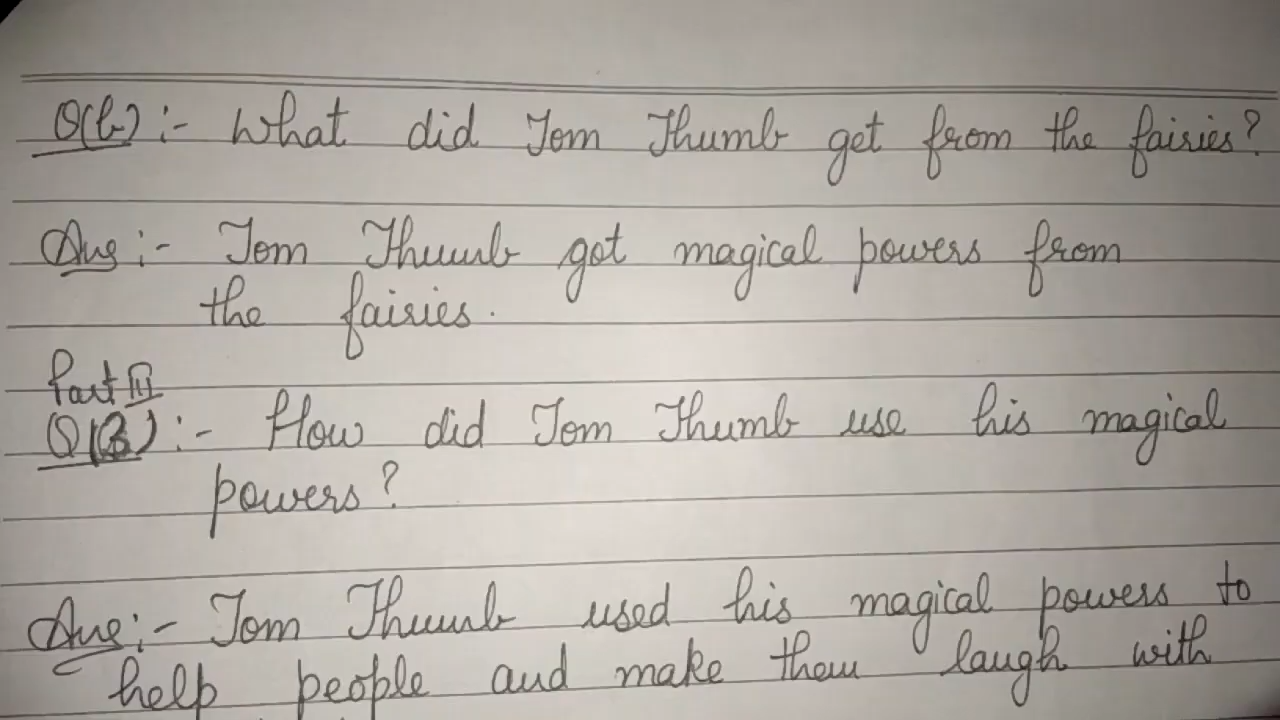 Q(b):- What did Tom Thumb get from the fairies?
Ans:- Tom Thumb got magical powers from
the fairies.
Part III
Q(B):- How did Tom Thumb use his magical
powers?
Ans:- Tom Thumb used his magical powers to
help people and make them laugh with